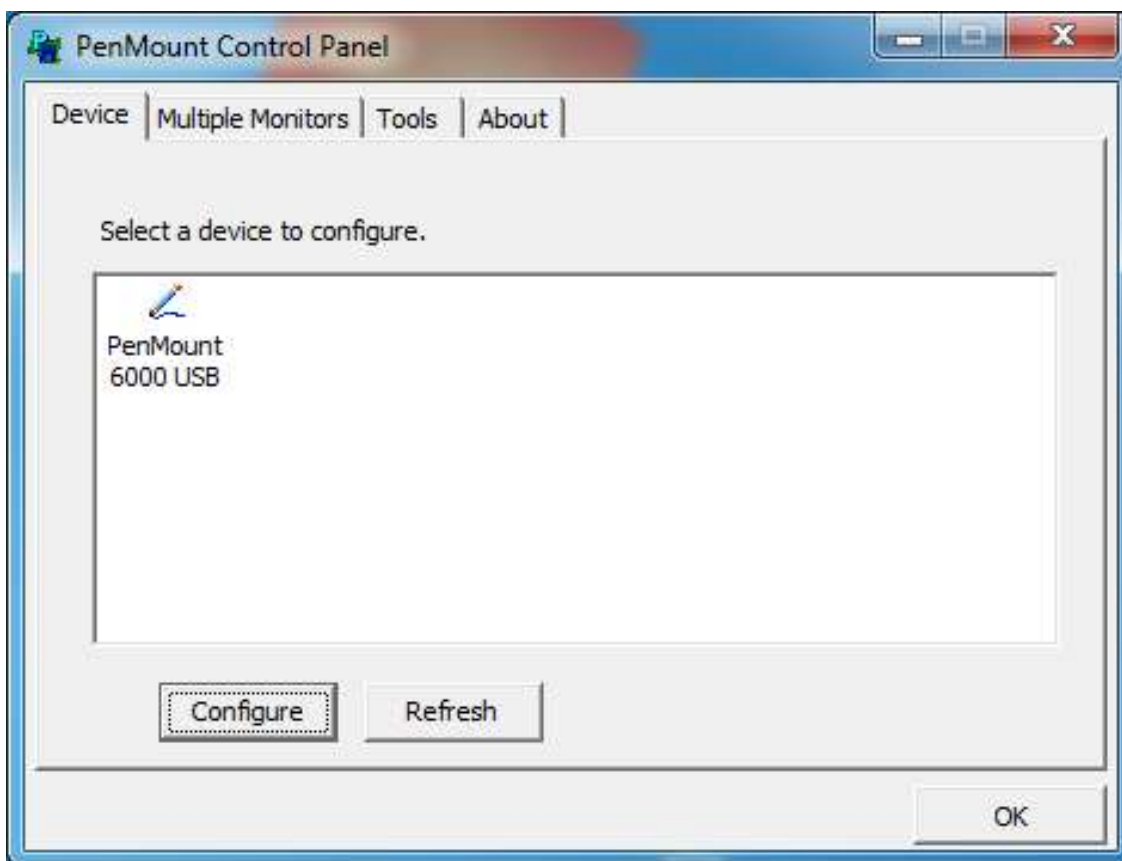 PenMount Control Panel
Device Multiple Monitors Tools About
Select a device to configure.
PenMount
6000 USB
Configure Refresh
OK